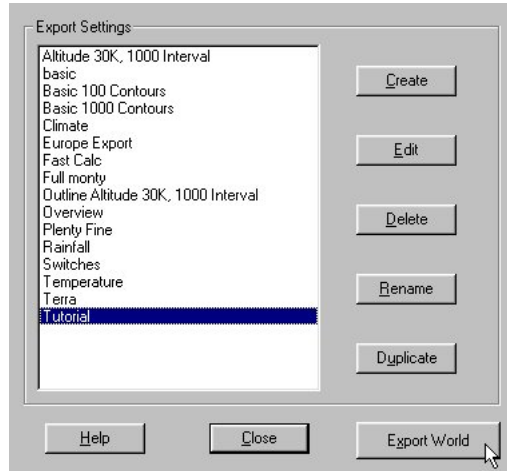 Export Settings
Altitude 30K, 1000 Interval
basic
Basic 100 Contours
Basic 1000 Contours
Climate
Europe Export
Fast Calc
Full monty
Outline Altitude 30K, 1000 Interval
Overview
Plenty Fine
Rainfall
Switches
Temperature
Terra
Tutorial
Create
Edit
Delete
Rename
Duplicate
Help
Close
Export World